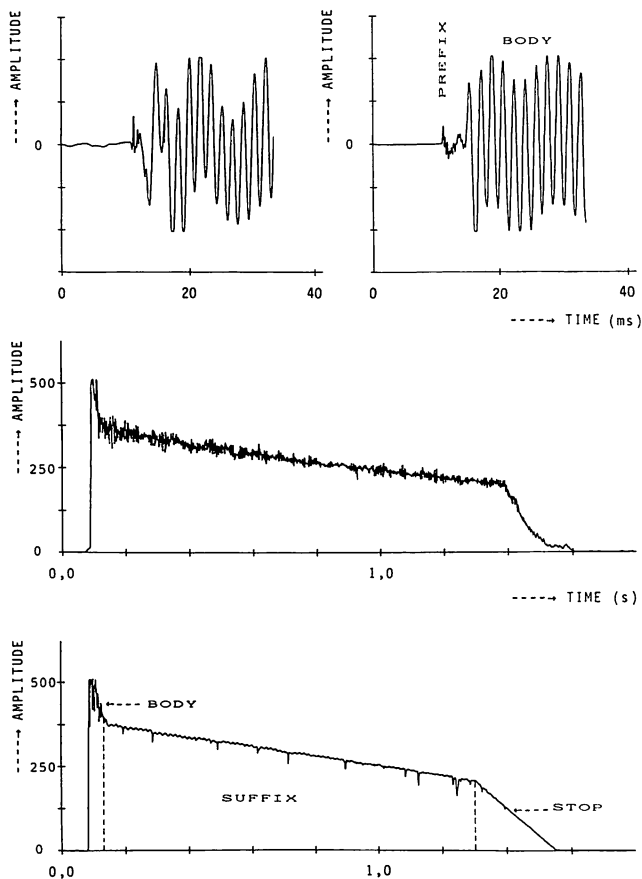 ----→ AMPLITUDE
0
0
20
40
----→ AMPLITUDE
PREFIX
BODY
0
0
20
40
----→ TIME (ms)
----→ AMPLITUDE
500
250
0
0,0
1,0
----→ TIME (s)
----→ AMPLITUDE
500
←---- BODY
250
SUFFIX
←---- STOP
0
0,0
1,0